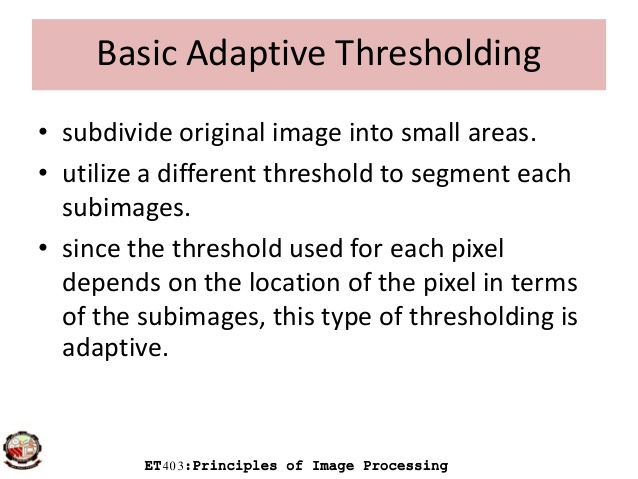 Basic Adaptive Thresholding
• subdivide original image into small areas.
• utilize a different threshold to segment each
subimages.
• since the threshold used for each pixel
depends on the location of the pixel in terms
of the subimages, this type of thresholding is
adaptive.
ET403:Principles of Image Processing